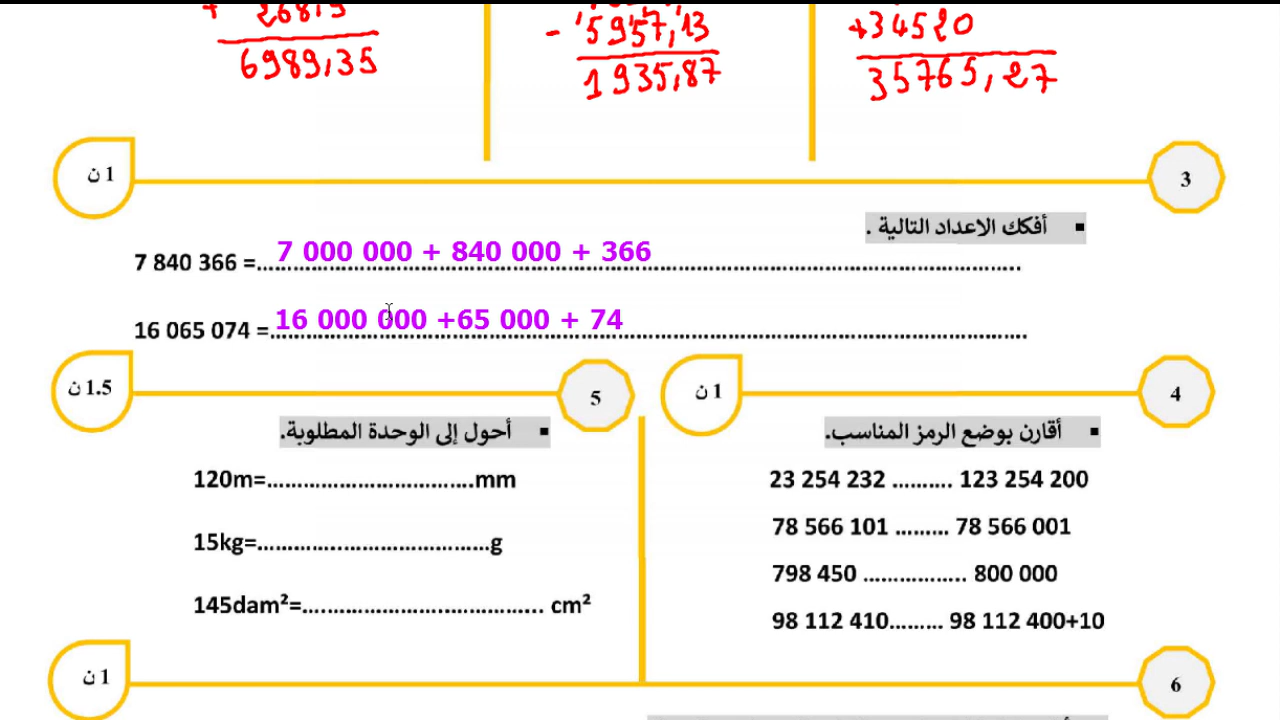 + 268,5
6989,35
- 5957,13
1935,87
+34520
35765,27
1 ن
3
▪ أفكك الاعداد التالية .
7 840 366 =........ 7 000 000 + 840 000 + 366
16 065 074 =........ 16 000 000 +65 000 + 74
1 ن
4
▪ أقارن بوضع الرمز المناسب.
23 254 232 .......... 123 254 200
78 566 101 ......... 78 566 001
798 450 ................. 800 000
98 112 410......... 98 112 400+10
1.5 ن
5
▪ أحول إلى الوحدة المطلوبة.
120m=..................................mm
15kg=......................................g
145dam²=........................................ cm²
1 ن
6